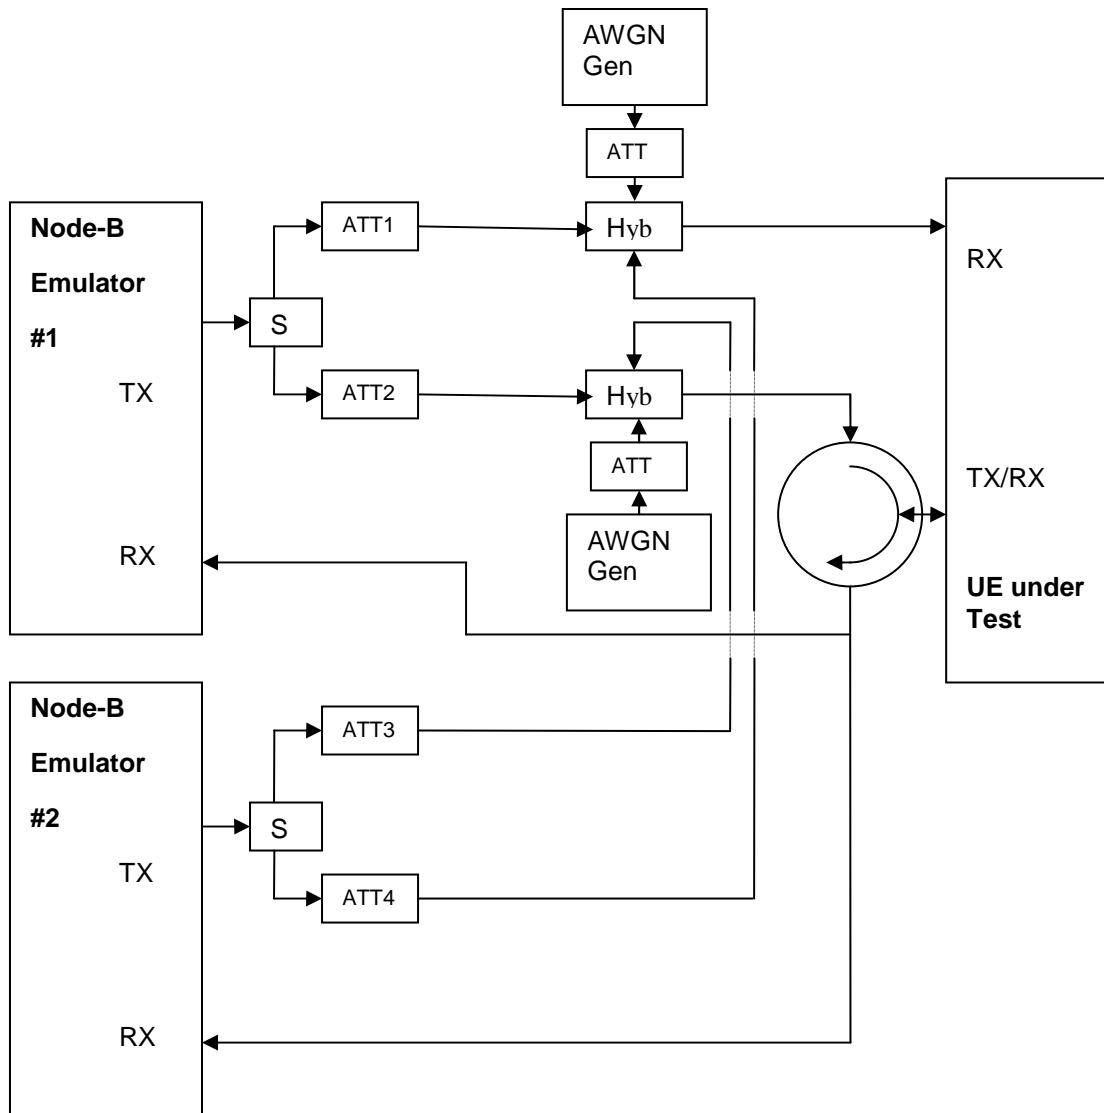 AWGN
Gen
ATT
Node-B
Emulator
#1
TX
RX
S
ATT1
ATT2
Hyb
Hyb
ATT
AWGN
Gen
RX
TX/RX
UE under
Test
Node-B
Emulator
#2
TX
RX
S
ATT3
ATT4